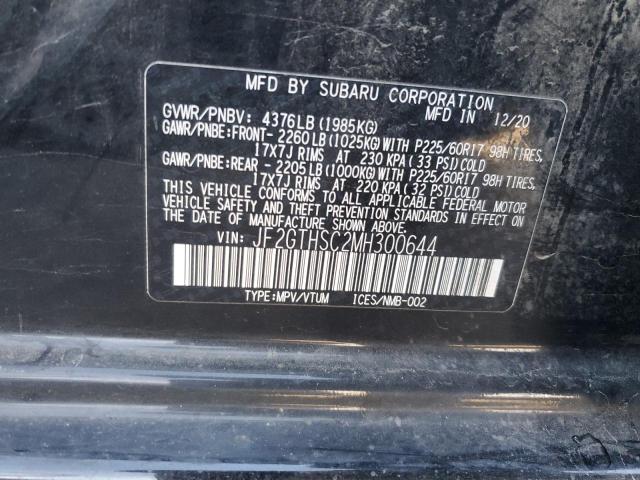 MFD BY SUBARU CORPORATION
GVWR/PNBV: 4376LB (1985KG) MFD IN 12/20
GAWR/PNBE:FRONT- 2260LB (1025KG) WITH P225/60R17 98H TIRES,
17X7J RIMS AT 230 KPA ( 33 PSI) COLD
GAWR/PNBE:REAR - 2205LB (1000KG) WITH P225/60R17 98H TIRES,
17X7J RIMS AT 220 KPA ( 32 PSI) COLD
THIS VEHICLE CONFORMS TO ALL APPLICABLE FEDERAL MOTOR
VEHICLE SAFETY AND THEFT PREVENTION STANDARDS IN EFFECT ON
THE DATE OF MANUFACTURE SHOWN ABOVE.
VIN: JF2GTHSC2MH300644
TYPE:MPV/VTUM ICES/NMB-002